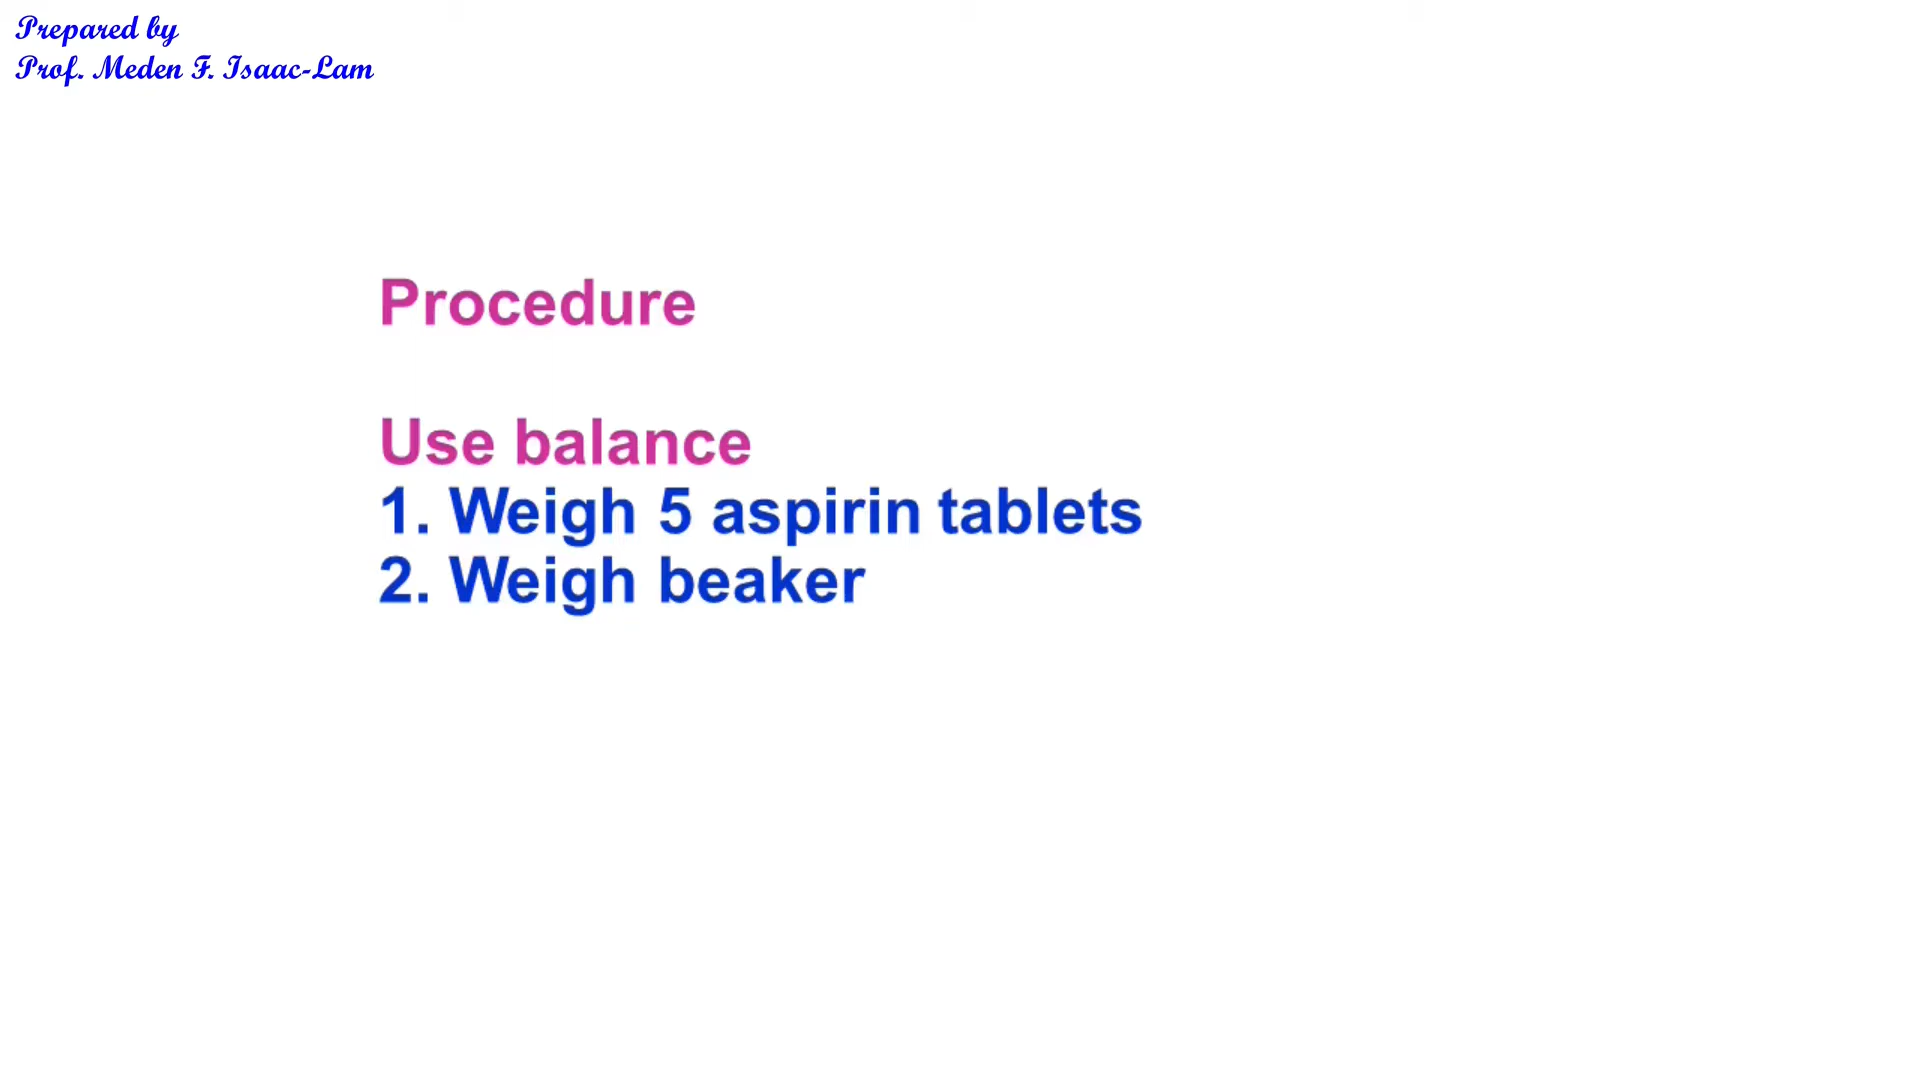 Prepared by
Prof. Meden F. Isaac-Lam
Procedure
Use balance
1. Weigh 5 aspirin tablets
2. Weigh beaker